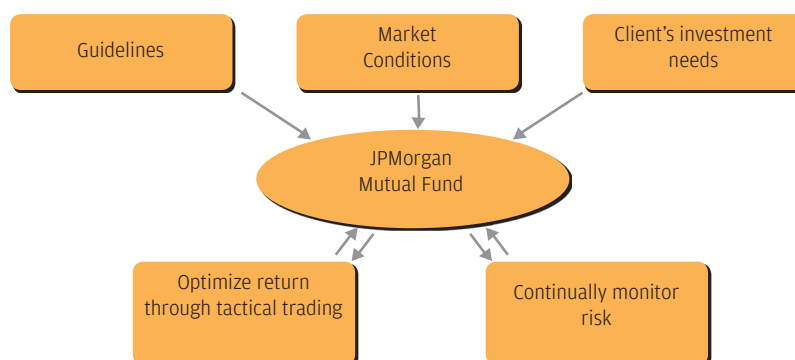 Guidelines
Market
Conditions
Client's investment
needs
JPMorgan
Mutual Fund
Optimize return
through tactical trading
Continually monitor
risk